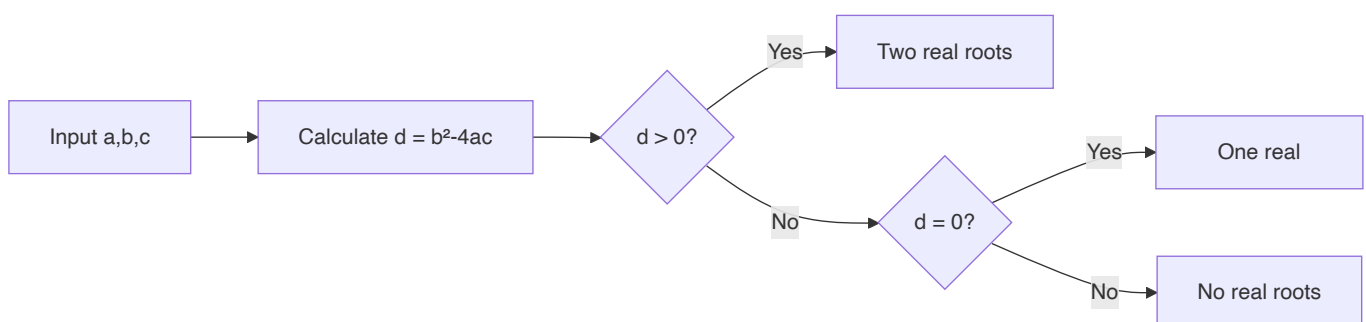 Input a,b,c
Calculate d = b²-4ac
d > 0?
Yes
Two real roots
No
d = 0?
Yes
One real
No
No real roots